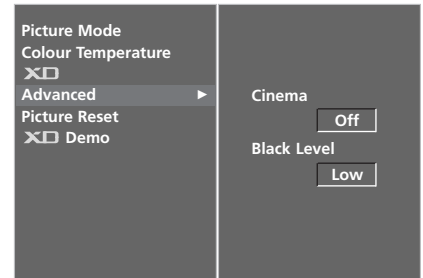 Picture Mode
Colour Temperature
XD
Advanced ►
Picture Reset
XD Demo
Cinema
Off
Black Level
Low